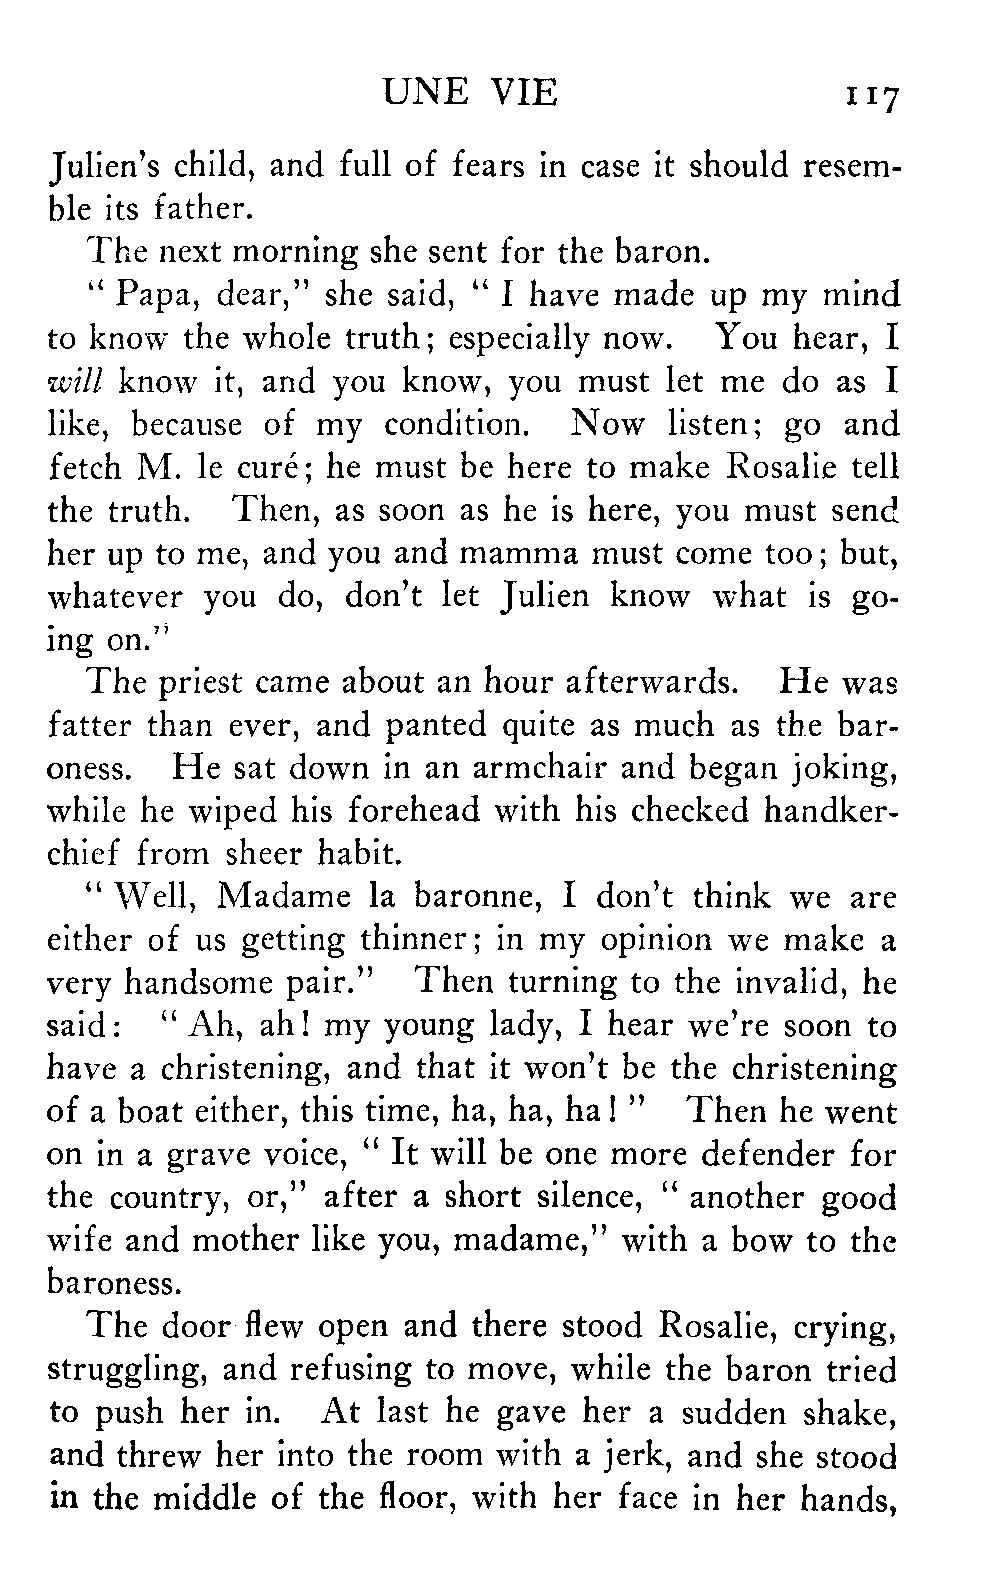 UNE VIE 117
Julien's child, and full of fears in case it should resem-
ble its father.
The next morning she sent for the baron.
" Papa, dear," she said, " I have made up my mind
to know the whole truth; especially now. You hear, I
will know it, and you know, you must let me do as I
like, because of my condition. Now listen; go and
fetch M. le curé; he must be here to make Rosalie tell
the truth. Then, as soon as he is here, you must send
her up to me, and you and mamma must come too; but,
whatever you do, don't let Julien know what is go-
ing on."
The priest came about an hour afterwards. He was
fatter than ever, and panted quite as much as the bar-
oness. He sat down in an armchair and began joking,
while he wiped his forehead with his checked handker-
chief from sheer habit.
" Well, Madame la baronne, I don't think we are
either of us getting thinner; in my opinion we make a
very handsome pair." Then turning to the invalid, he
said: " Ah, ah! my young lady, I hear we're soon to
have a christening, and that it won't be the christening
of a boat either, this time, ha, ha, ha! " Then he went
on in a grave voice, " It will be one more defender for
the country, or," after a short silence, " another good
wife and mother like you, madame," with a bow to the
baroness.
The door flew open and there stood Rosalie, crying,
struggling, and refusing to move, while the baron tried
to push her in. At last he gave her a sudden shake,
and threw her into the room with a jerk, and she stood
in the middle of the floor, with her face in her hands,